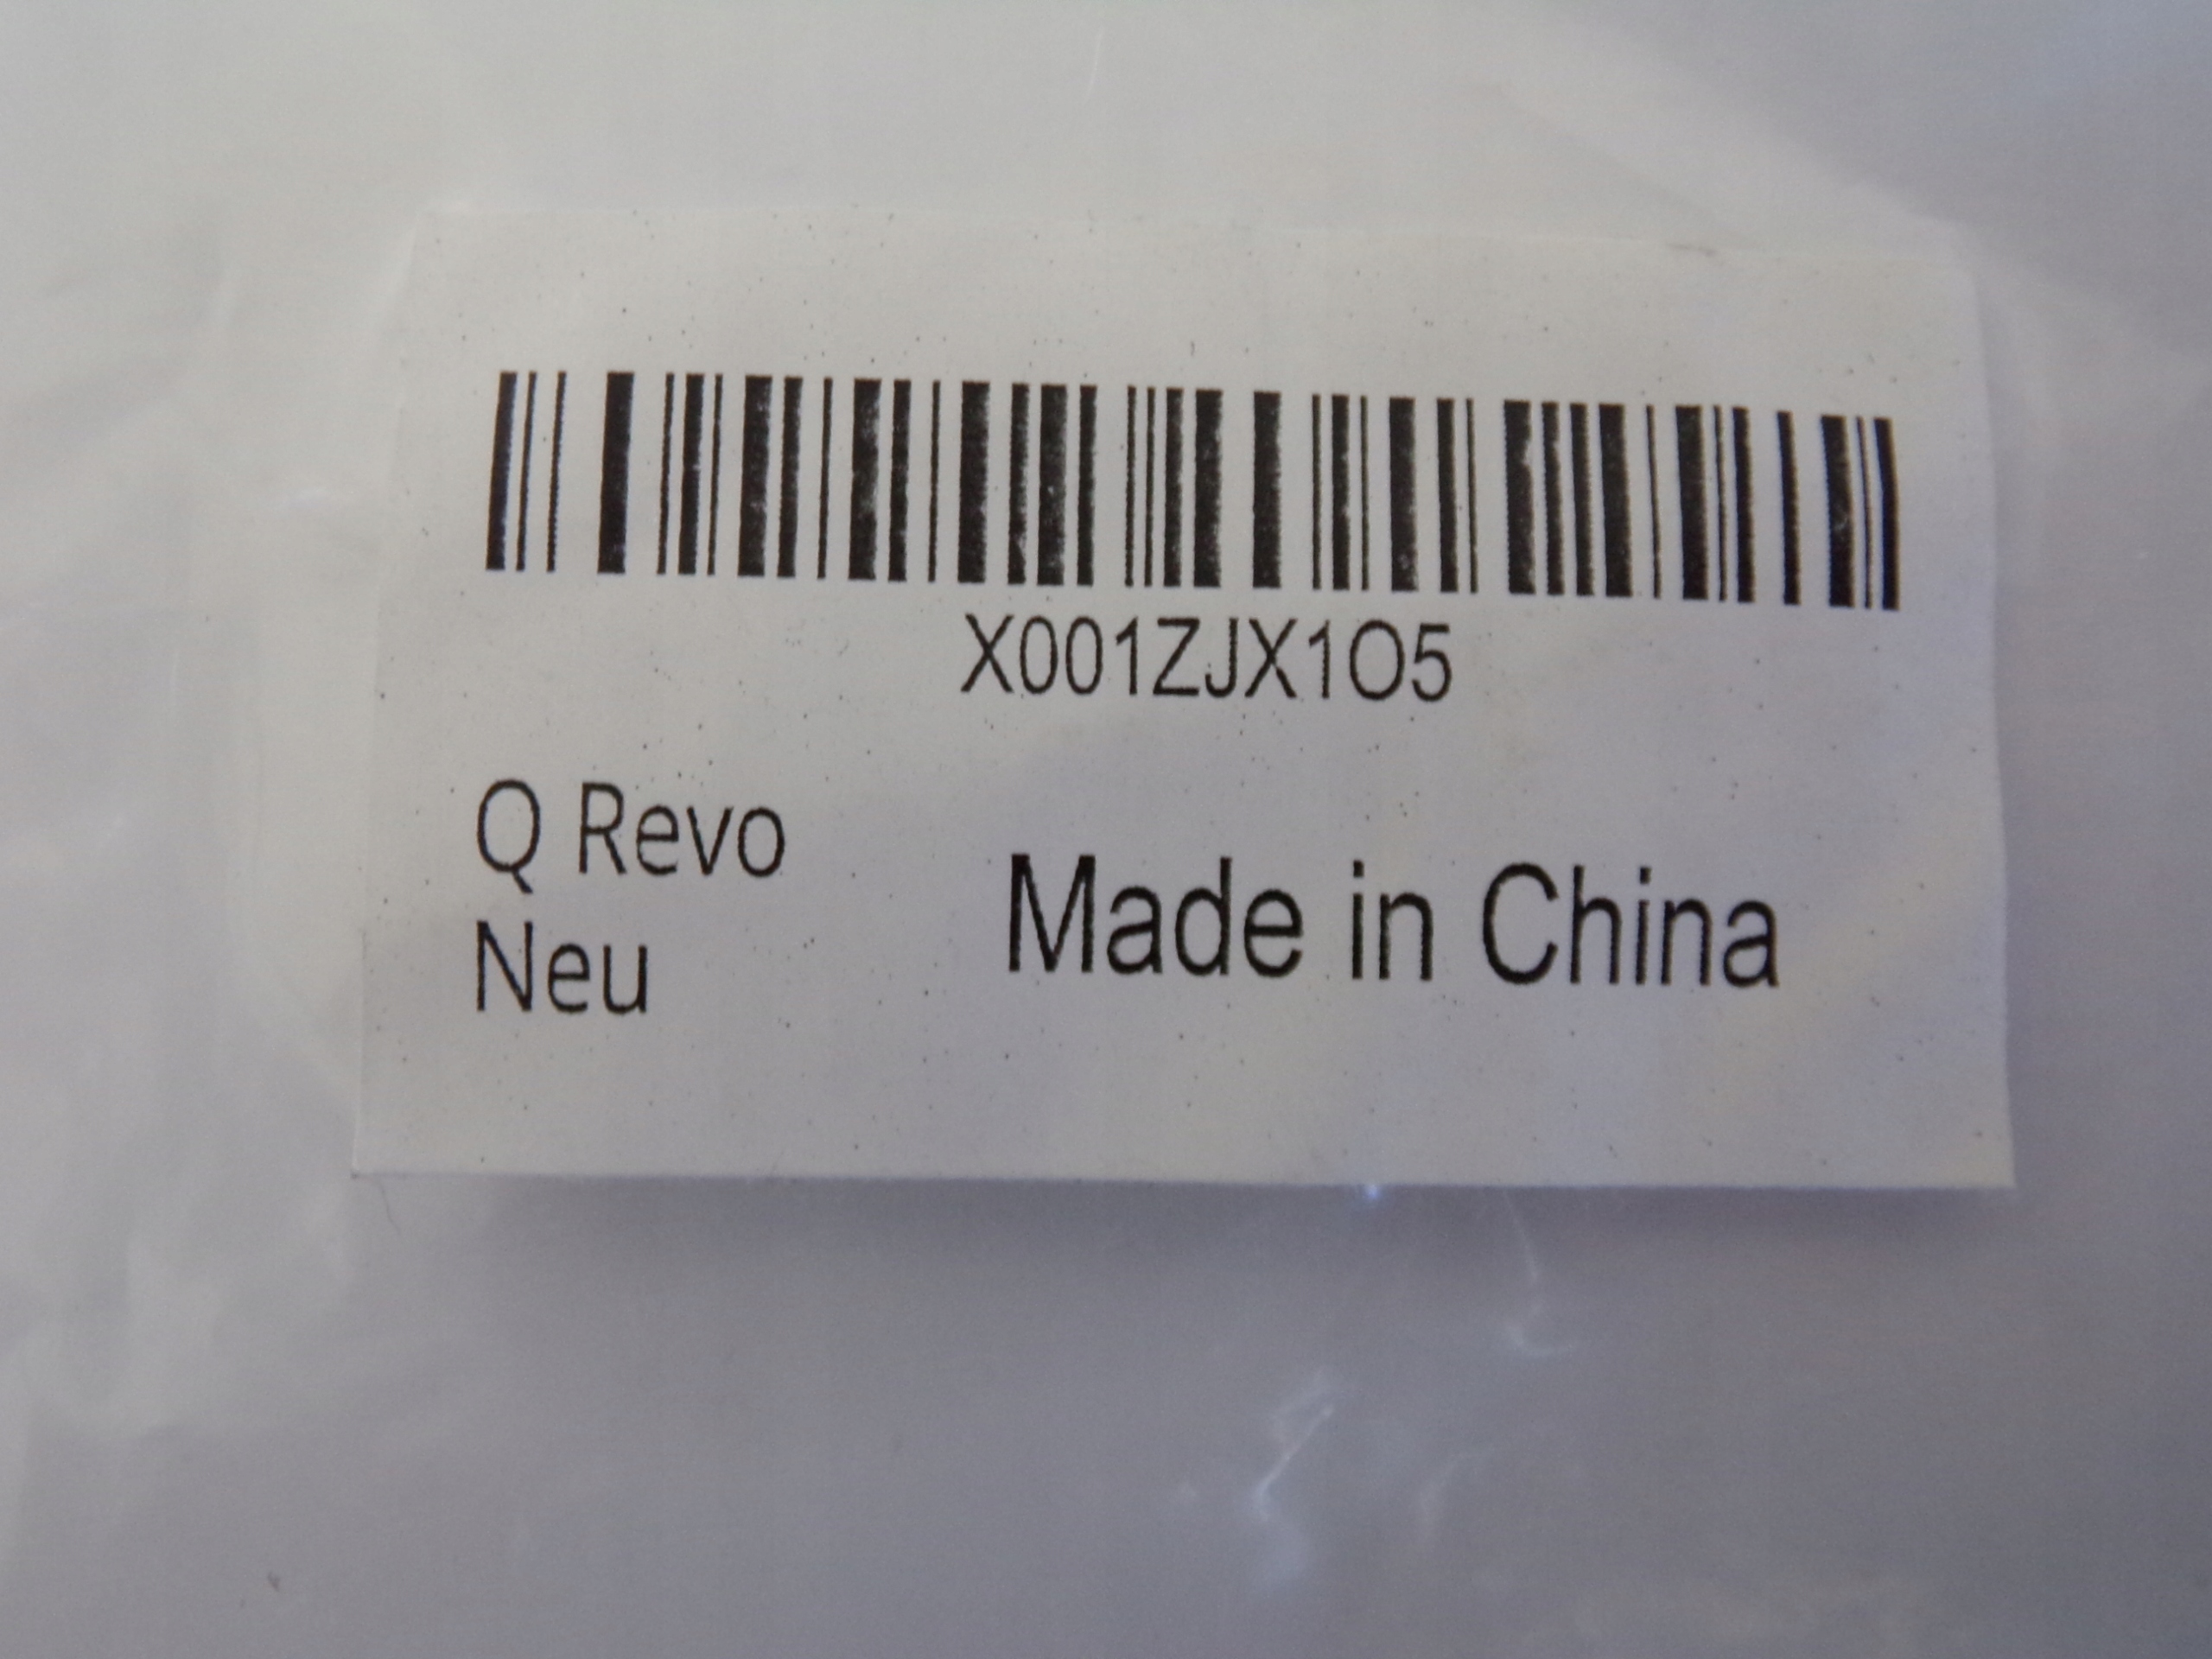 X001ZJX1O5
Q Revo
Neu
Made in China